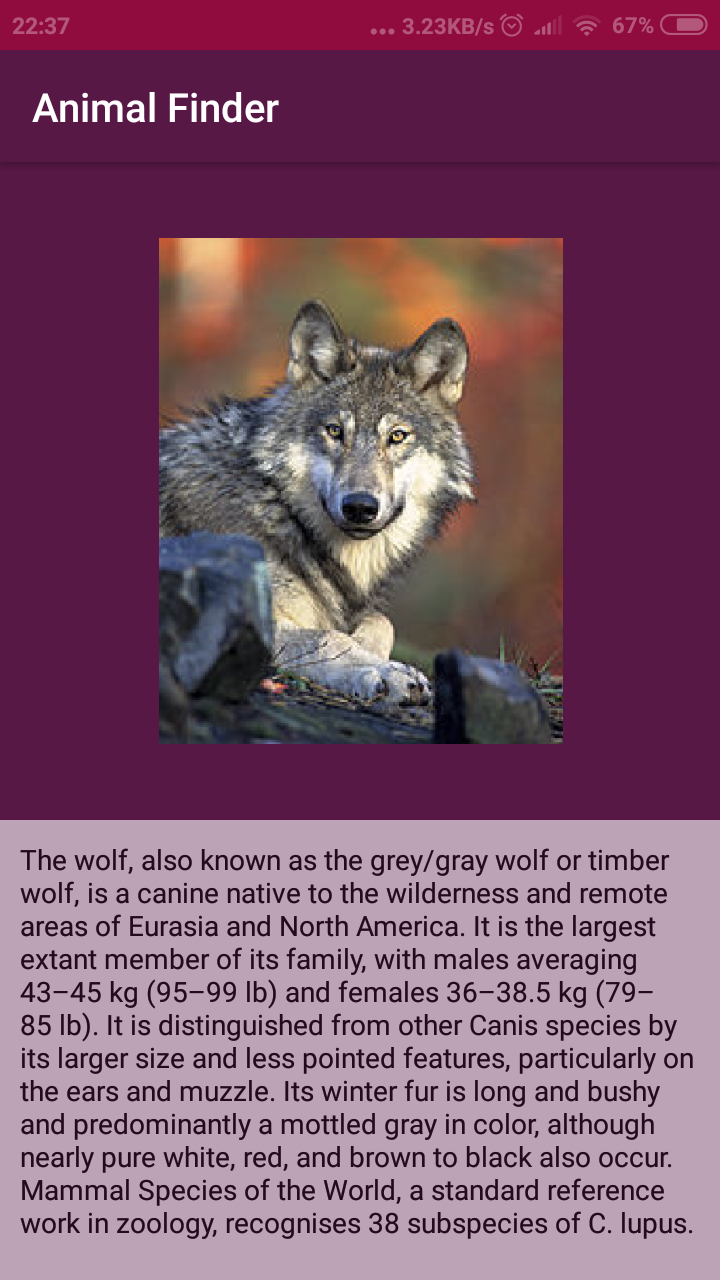 22:37 ... 3.23KB/s 67%
Animal Finder
The wolf, also known as the grey/gray wolf or timber
wolf, is a canine native to the wilderness and remote
areas of Eurasia and North America. It is the largest
extant member of its family, with males averaging
43–45 kg (95–99 lb) and females 36–38.5 kg (79–
85 lb). It is distinguished from other Canis species by
its larger size and less pointed features, particularly on
the ears and muzzle. Its winter fur is long and bushy
and predominantly a mottled gray in color, although
nearly pure white, red, and brown to black also occur.
Mammal Species of the World, a standard reference
work in zoology, recognises 38 subspecies of C. lupus.